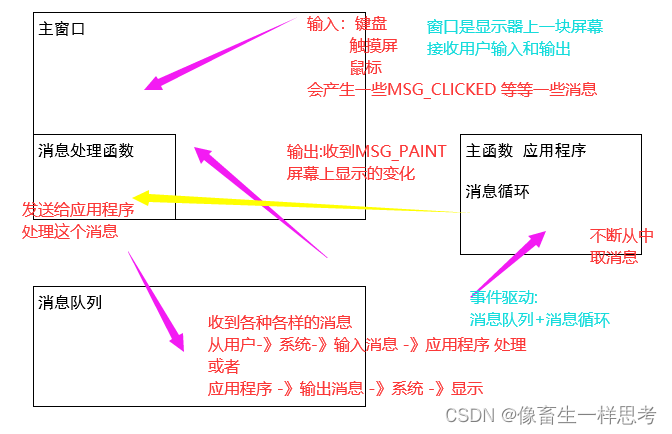 主窗口
输入：键盘
触摸屏
鼠标
会产生一些MSG_CLICKED 等等一些消息
窗口是显示器上一块屏幕
接收用户输入和输出
消息处理函数
输出:收到MSG_PAINT
屏幕上显示的变化
主函数 应用程序
消息循环
发送给应用程序
处理这个消息
不断从中
取消息
消息队列
收到各种各样的消息
从用户-》系统-》输入消息 -》应用程序 处理
或者
应用程序 -》输出消息 -》系统 -》显示
事件驱动:
消息队列+消息循环
CSDN @像畜生一样思考